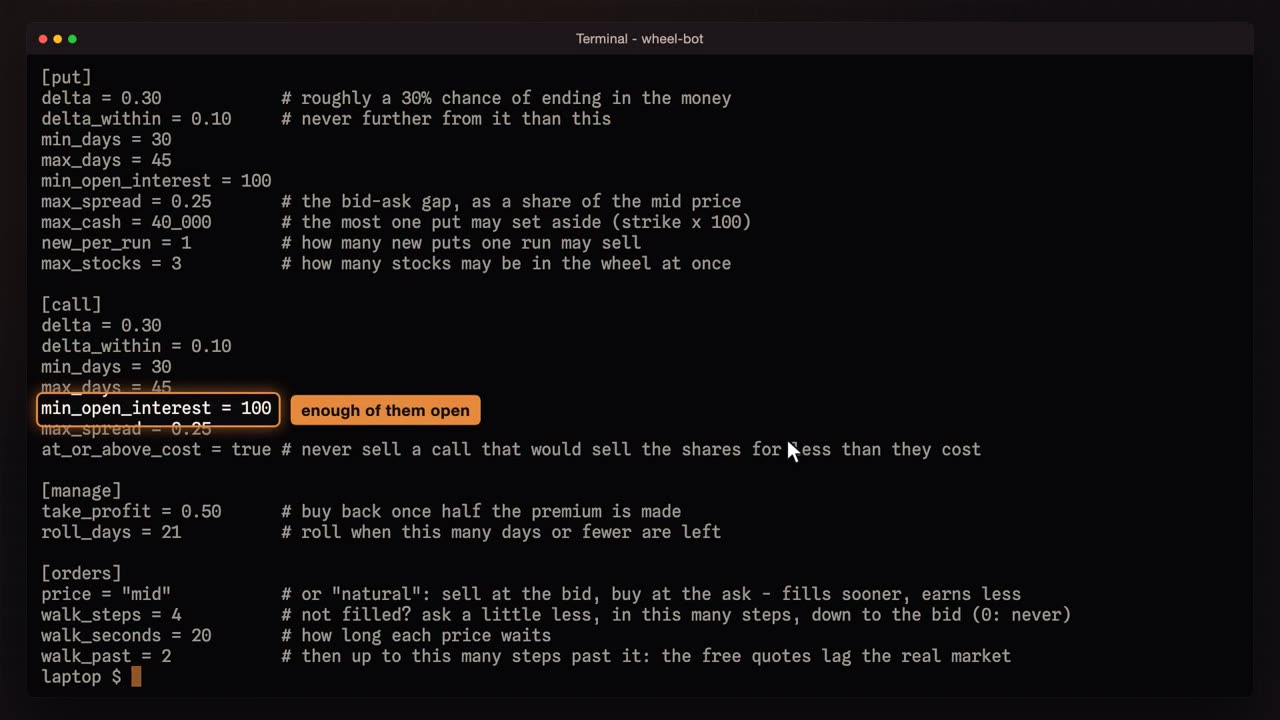 Terminal - wheel-bot
[put]
delta = 0.30 # roughly a 30% chance of ending in the money
delta_within = 0.10 # never further from it than this
min_days = 30
max_days = 45
min_open_interest = 100
max_spread = 0.25 # the bid-ask gap, as a share of the mid price
max_cash = 40_000 # the most one put may set aside (strike x 100)
new_per_run = 1 # how many new puts one run may sell
max_stocks = 3 # how many stocks may be in the wheel at once
[call]
delta = 0.30
delta_within = 0.10
min_days = 30
max_days = 45
min_open_interest = 100 enough of them open
max_spread = 0.25
at_or_above_cost = true # never sell a call that would sell the shares for less than they cost
[manage]
take_profit = 0.50 # buy back once half the premium is made
roll_days = 21 # roll when this many days or fewer are left
[orders]
price = "mid" # or "natural": sell at the bid, buy at the ask - fills sooner, earns less
walk_steps = 4 # not filled? ask a little less, in this many steps, down to the bid (0: never)
walk_seconds = 20 # how long each price waits
walk_past = 2 # then up to this many steps past it: the free quotes lag the real market
laptop $